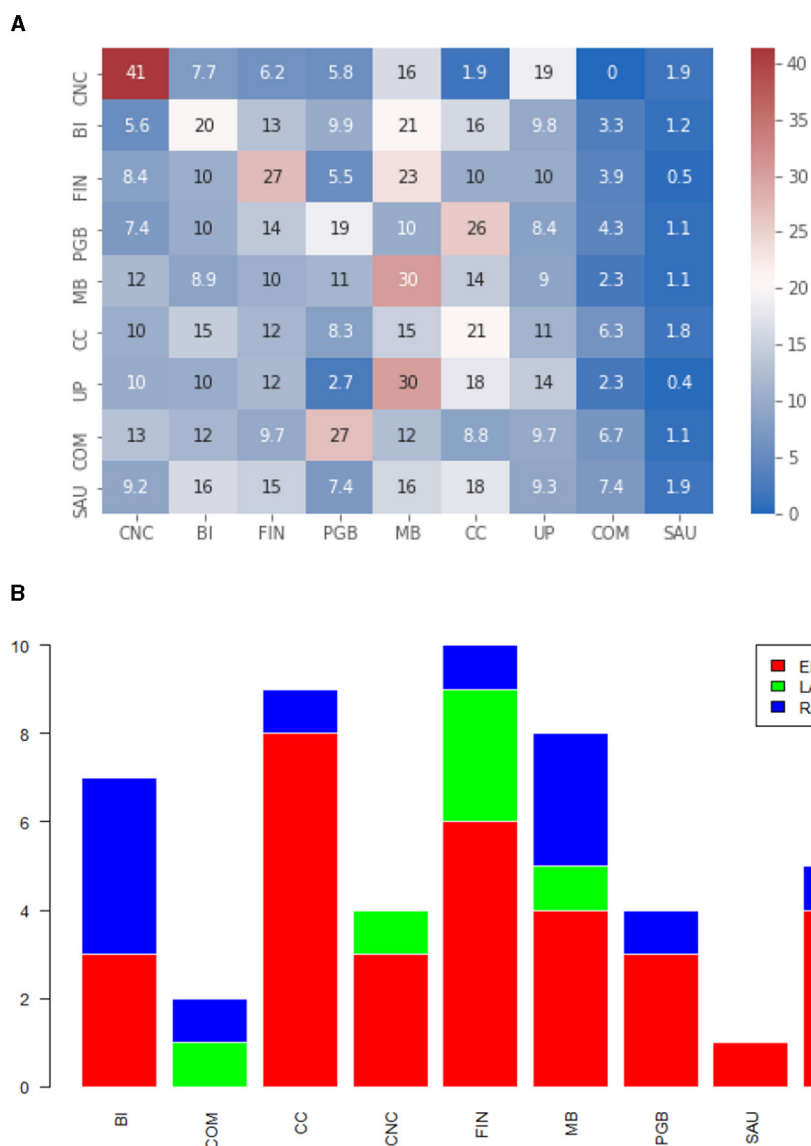 A
CNC 41 7.7 6.2 5.8 16 1.9 19 0 1.9
BI 5.6 20 13 9.9 21 16 9.8 3.3 1.2
FIN 8.4 10 27 5.5 23 10 10 3.9 0.5
PGB 7.4 10 14 19 10 26 8.4 4.3 1.1
MB 12 8.9 10 11 30 14 9 2.3 1.1
CC 10 15 12 8.3 15 21 11 6.3 1.8
UP 10 10 12 2.7 30 18 14 2.3 0.4
COM 13 12 9.7 27 12 8.8 9.7 6.7 1.1
SAU 9.2 16 15 7.4 16 18 9.3 7.4 1.9
CNC BI FIN PGB MB CC UP COM SAU
40
35
30
25
20
15
10
5
0
B
10
8
6
4
2
0
BI COM CC CNC FIN MB PGB SAU